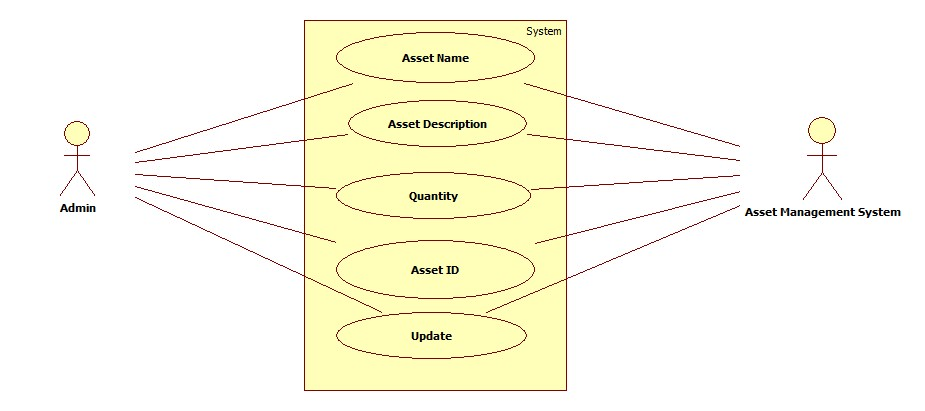 System
Asset Name
Asset Description
Quantity
Admin
Asset Management System
Asset ID
Update